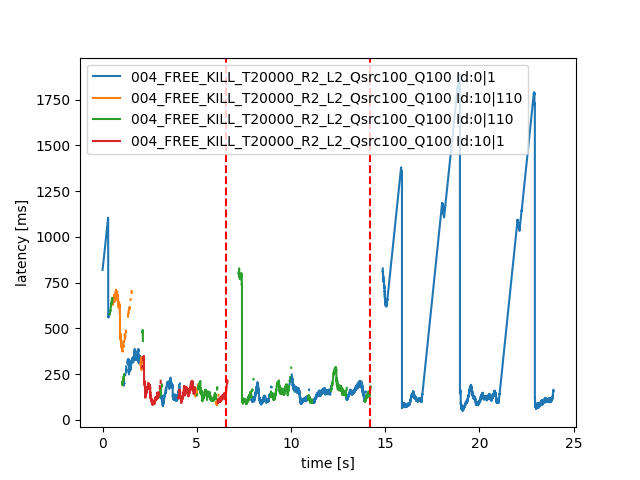 004_FREE_KILL_T20000_R2_L2_Qsrc100_Q100 Id:0|1
004_FREE_KILL_T20000_R2_L2_Qsrc100_Q100 Id:10|110
004_FREE_KILL_T20000_R2_L2_Qsrc100_Q100 Id:0|110
004_FREE_KILL_T20000_R2_L2_Qsrc100_Q100 Id:10|1
1750
1500
1250
1000
750
500
250
0
latency [ms]
0 5 10 15 20 25
time [s]